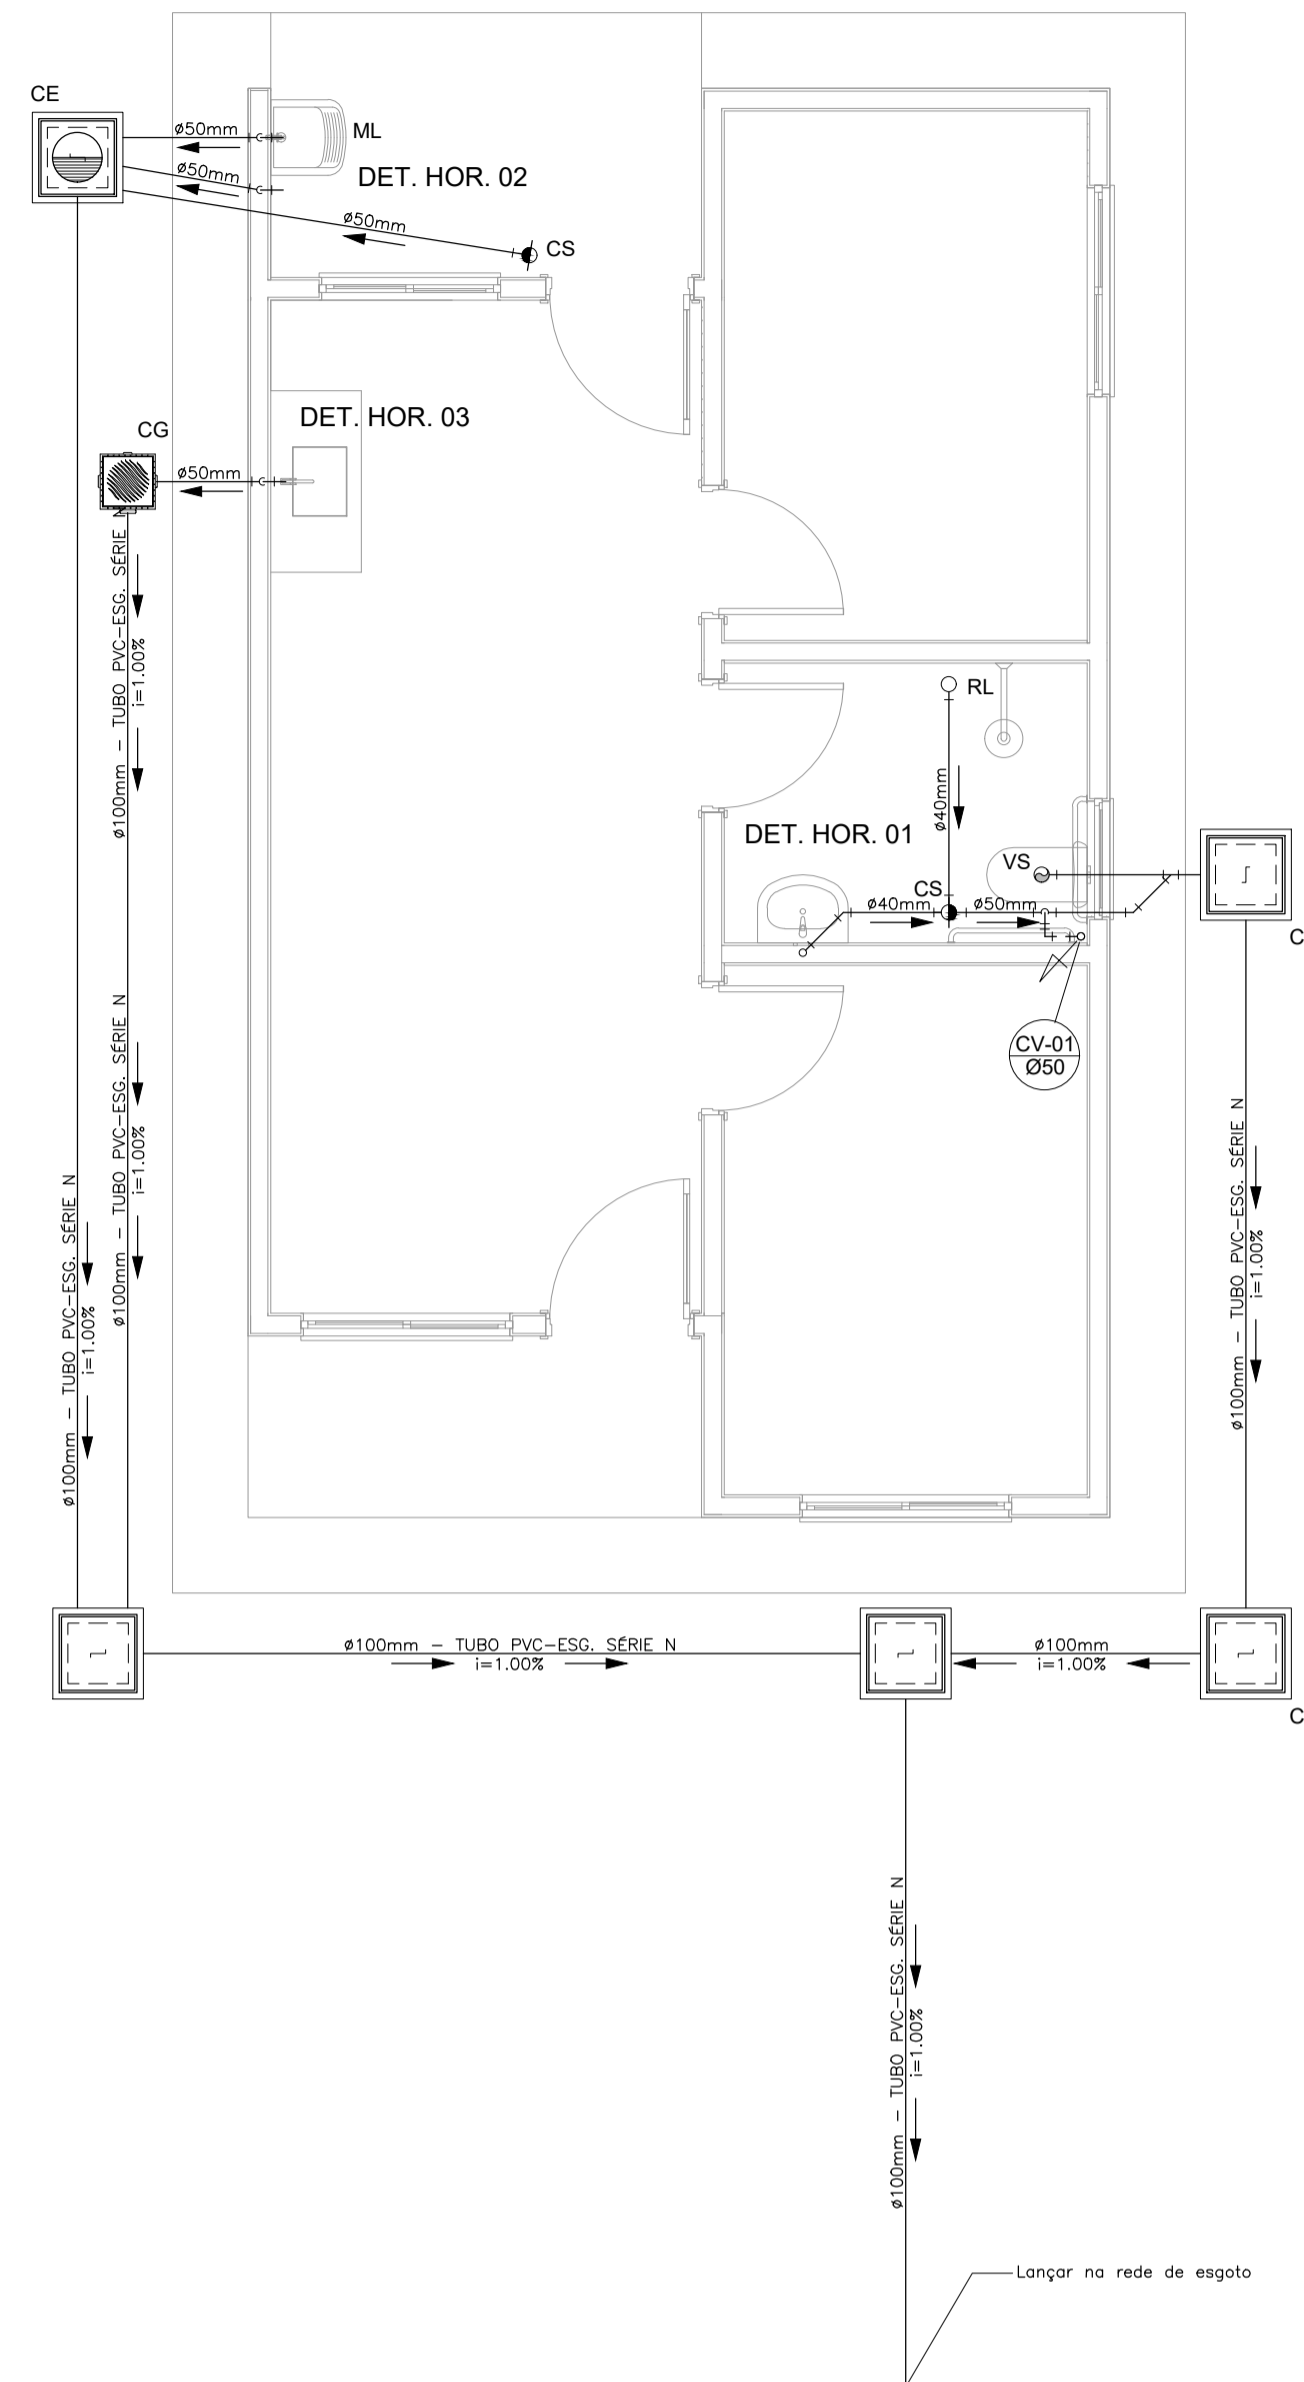 CE
ø50mm
ML
ø50mm
DET. HOR. 02
ø50mm
CS
DET. HOR. 03
CG
ø50mm
ø100mm – TUBO PVC–ESG. SÉRIE N
i=1.00%
RL
ø40mm
DET. HOR. 01
VS
CS
ø40mm
ø50mm
C
CV-01
Ø50
ø100mm – TUBO PVC–ESG. SÉRIE N
i=1.00%
ø100mm – TUBO PVC–ESG. SÉRIE N
i=1.00%
ø100mm – TUBO PVC–ESG. SÉRIE N
i=1.00%
ø100mm – TUBO PVC–ESG. SÉRIE N
i=1.00%
ø100mm
i=1.00%
C
ø100mm – TUBO PVC–ESG. SÉRIE N
i=1.00%
Lançar na rede de esgoto